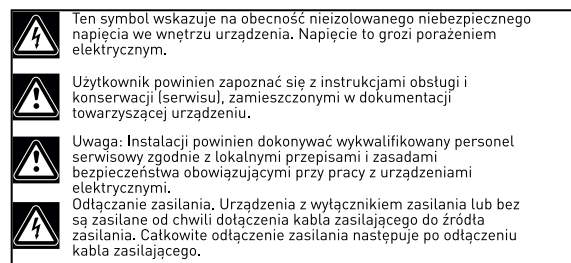 Ten symbol wskazuje na obecność nieizolowanego niebezpiecznego
napięcia we wnętrzu urządzenia. Napięcie to grozi porażeniem
elektrycznym.
Użytkownik powinien zapoznać się z instrukcjami obsługi i
konserwacji (serwisu), zamieszczonymi w dokumentacji
towarzyszącej urządzeniu.
Uwaga: Instalacji powinien dokonywać wykwalifikowany personel
serwisowy zgodnie z lokalnymi przepisami i zasadami
bezpieczeństwa obowiązującymi przy pracy z urządzeniami
elektrycznymi.
Odłączanie zasilania. Urządzenia z wyłącznikiem zasilania lub bez
są zasilane od chwili dołączenia kabla zasilającego do źródła
zasilania. Całkowite odłączenie zasilania następuje po odłączeniu
kabla zasilającego.